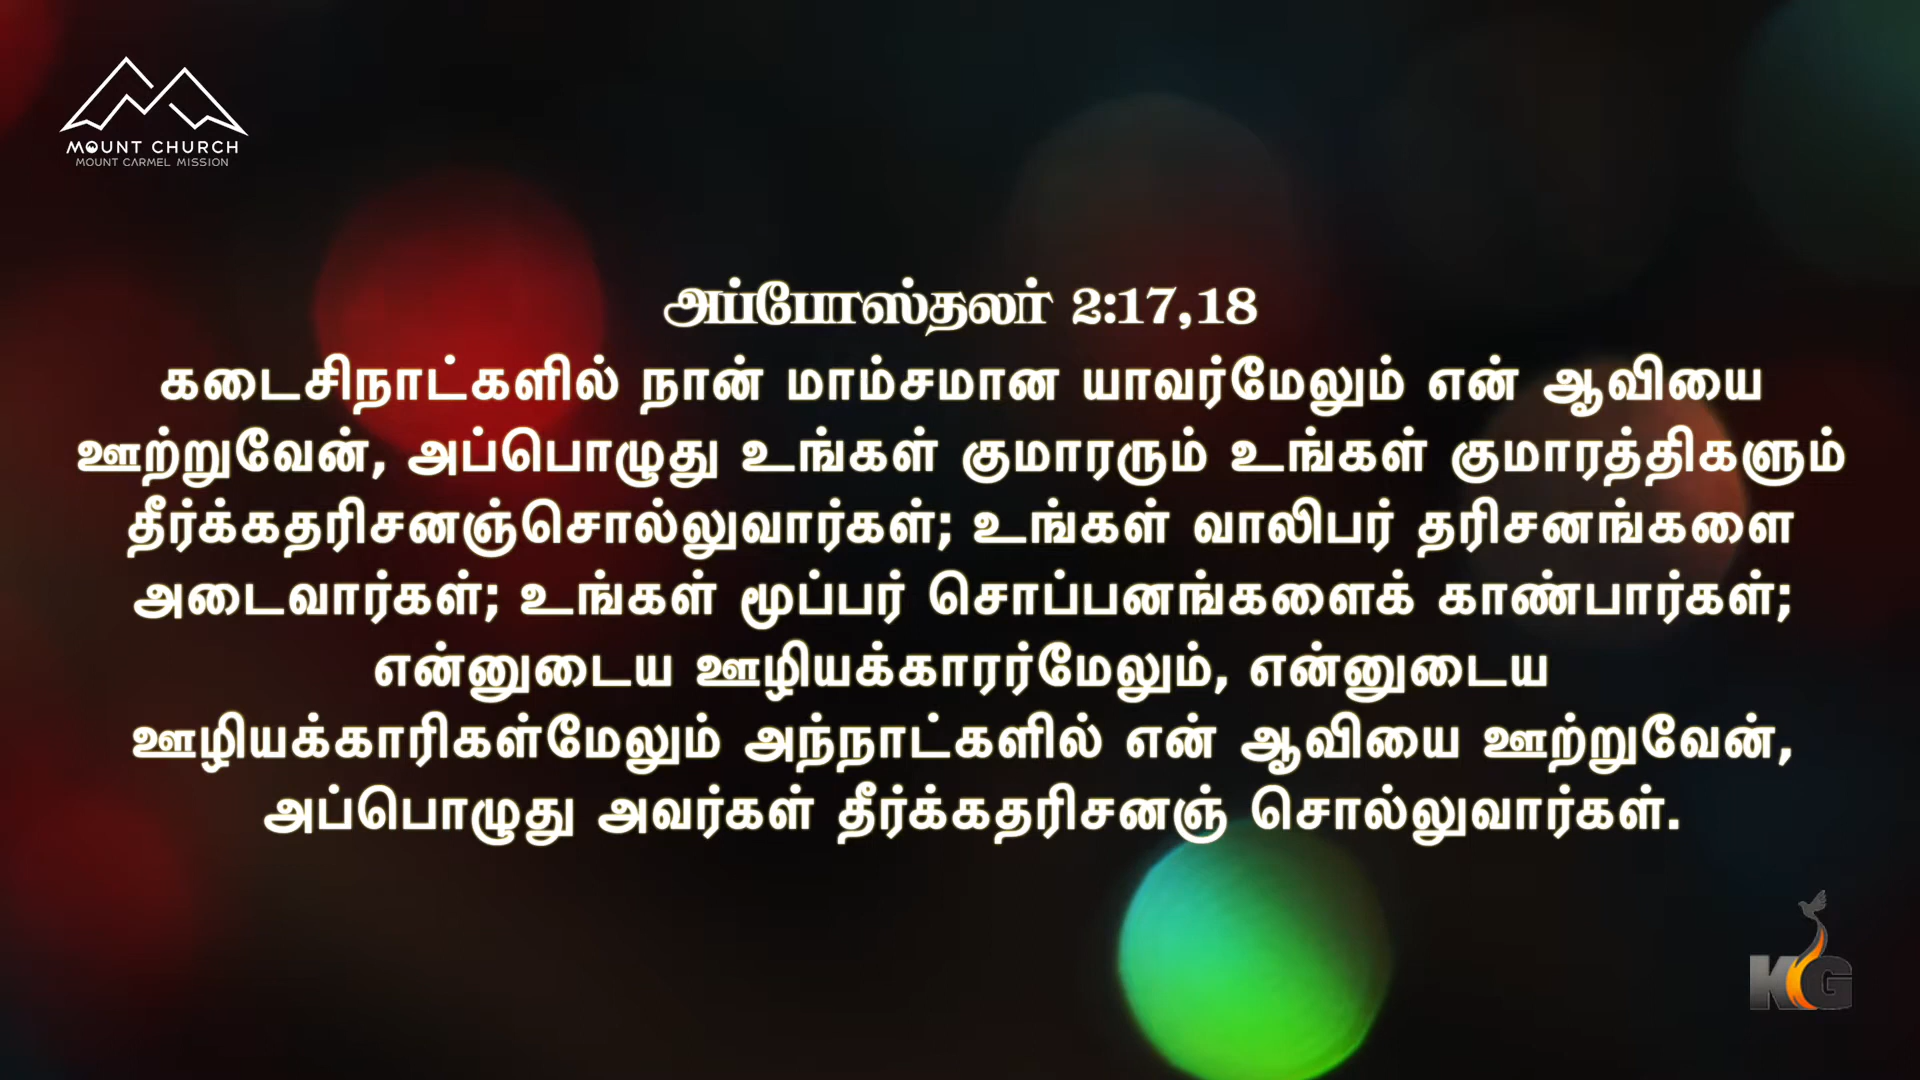 MOUNT CHURCH
MOUNT CARMEL MISSION
அப்போஸ்தலர் 2:17,18
கடைசிநாட்களில் நான் மாம்சமான யாவர்மேலும் என் ஆவியை
ஊற்றுவேன், அப்பொழுது உங்கள் குமாரரும் உங்கள் குமாரத்திகளும்
தீர்க்கதரிசனஞ்சொல்லுவார்கள்; உங்கள் வாலிபர் தரிசனங்களை
அடைவார்கள்; உங்கள் மூப்பர் சொப்பனங்களைக் காண்பார்கள்;
என்னுடைய ஊழியக்காரர்மேலும், என்னுடைய
ஊழியக்காரிகள்மேலும் அந்நாட்களில் என் ஆவியை ஊற்றுவேன்,
அப்பொழுது அவர்கள் தீர்க்கதரிசனஞ் சொல்லுவார்கள்.
KG